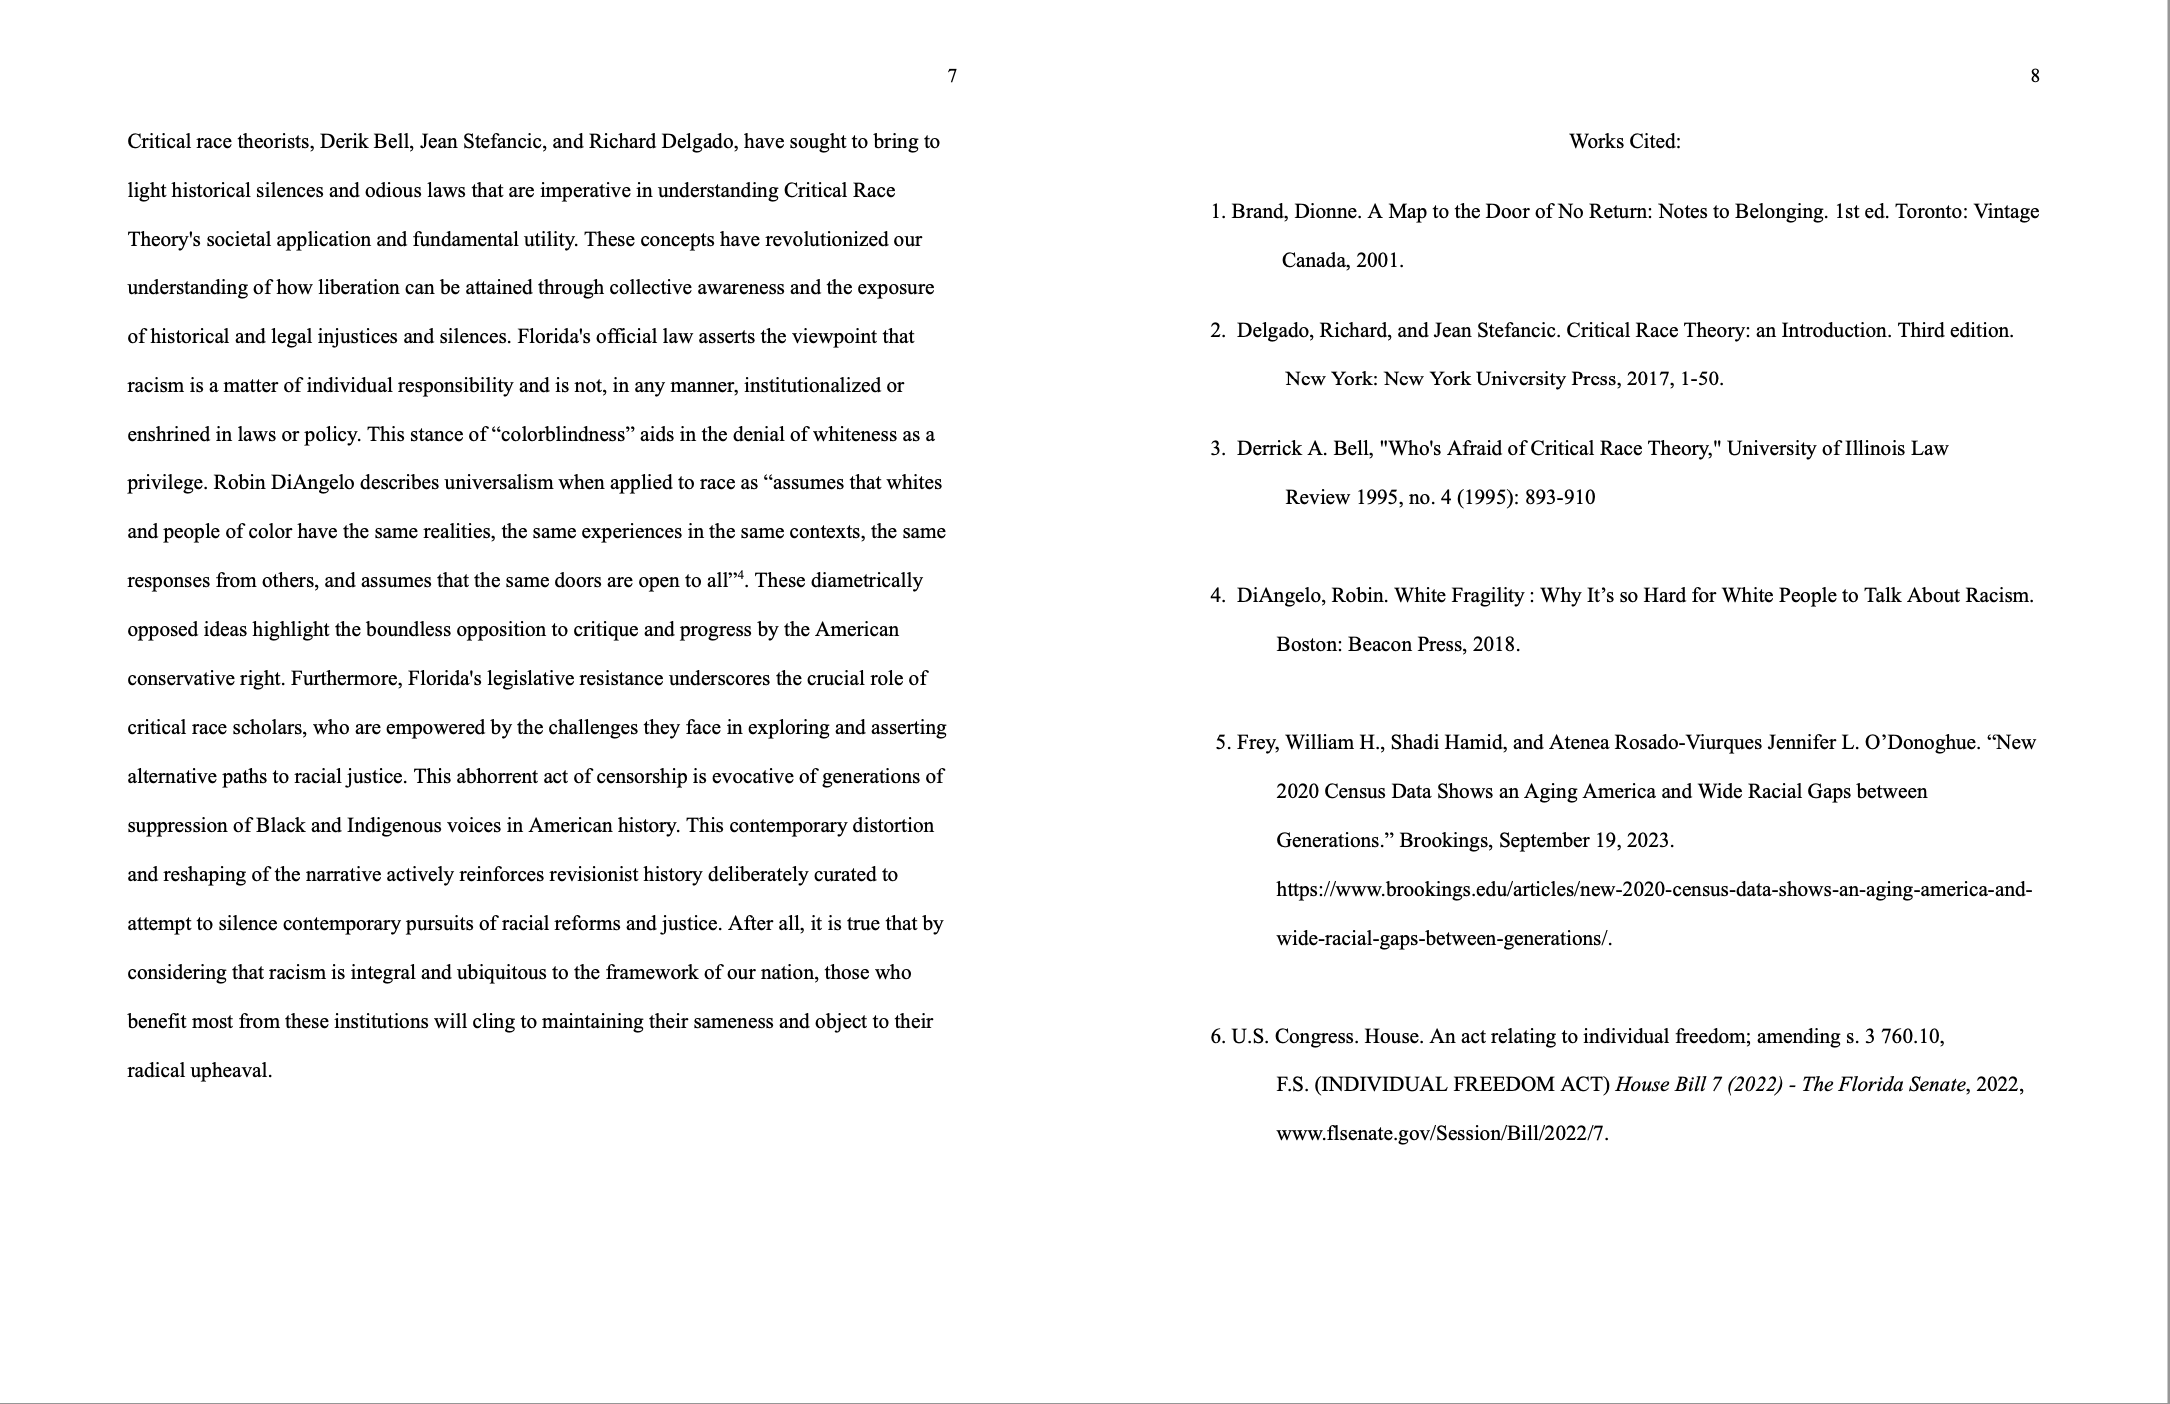 7
Critical race theorists, Derik Bell, Jean Stefancic, and Richard Delgado, have sought to bring to
light historical silences and odious laws that are imperative in understanding Critical Race
Theory's societal application and fundamental utility. These concepts have revolutionized our
understanding of how liberation can be attained through collective awareness and the exposure
of historical and legal injustices and silences. Florida's official law asserts the viewpoint that
racism is a matter of individual responsibility and is not, in any manner, institutionalized or
enshrined in laws or policy. This stance of “colorblindness” aids in the denial of whiteness as a
privilege. Robin DiAngelo describes universalism when applied to race as “assumes that whites
and people of color have the same realities, the same experiences in the same contexts, the same
responses from others, and assumes that the same doors are open to all”⁴. These diametrically
opposed ideas highlight the boundless opposition to critique and progress by the American
conservative right. Furthermore, Florida's legislative resistance underscores the crucial role of
critical race scholars, who are empowered by the challenges they face in exploring and asserting
alternative paths to racial justice. This abhorrent act of censorship is evocative of generations of
suppression of Black and Indigenous voices in American history. This contemporary distortion
and reshaping of the narrative actively reinforces revisionist history deliberately curated to
attempt to silence contemporary pursuits of racial reforms and justice. After all, it is true that by
considering that racism is integral and ubiquitous to the framework of our nation, those who
benefit most from these institutions will cling to maintaining their sameness and object to their
radical upheaval.
8
Works Cited:
1. Brand, Dionne. A Map to the Door of No Return: Notes to Belonging. 1st ed. Toronto: Vintage
Canada, 2001.
2. Delgado, Richard, and Jean Stefancic. Critical Race Theory: an Introduction. Third edition.
New York: New York University Press, 2017, 1-50.
3. Derrick A. Bell, "Who's Afraid of Critical Race Theory," University of Illinois Law
Review 1995, no. 4 (1995): 893-910
4. DiAngelo, Robin. White Fragility : Why It’s so Hard for White People to Talk About Racism.
Boston: Beacon Press, 2018.
5. Frey, William H., Shadi Hamid, and Atenea Rosado-Viurques Jennifer L. O’Donoghue. “New
2020 Census Data Shows an Aging America and Wide Racial Gaps between
Generations.” Brookings, September 19, 2023.
https://www.brookings.edu/articles/new-2020-census-data-shows-an-aging-america-and-
wide-racial-gaps-between-generations/.
6. U.S. Congress. House. An act relating to individual freedom; amending s. 3 760.10,
F.S. (INDIVIDUAL FREEDOM ACT) House Bill 7 (2022) - The Florida Senate, 2022,
www.flsenate.gov/Session/Bill/2022/7.